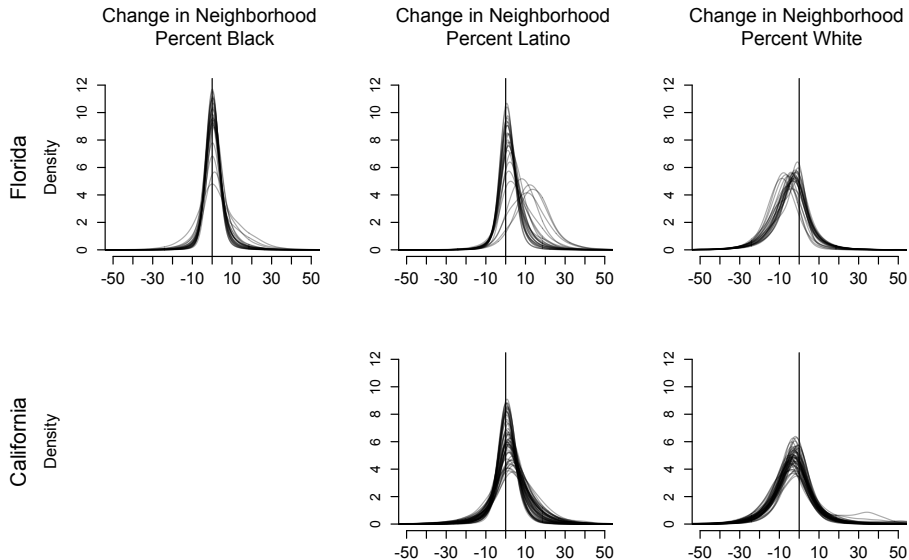 Change in Neighborhood
Percent Black
Change in Neighborhood
Percent Latino
Change in Neighborhood
Percent White
Florida
Density
0 2 4 6 8 10 12
-50 -30 -10 10 30 50
0 2 4 6 8 10 12
-50 -30 -10 10 30 50
0 2 4 6 8 10 12
-50 -30 -10 10 30 50
California
Density
0 2 4 6 8 10 12
-50 -30 -10 10 30 50
0 2 4 6 8 10 12
-50 -30 -10 10 30 50